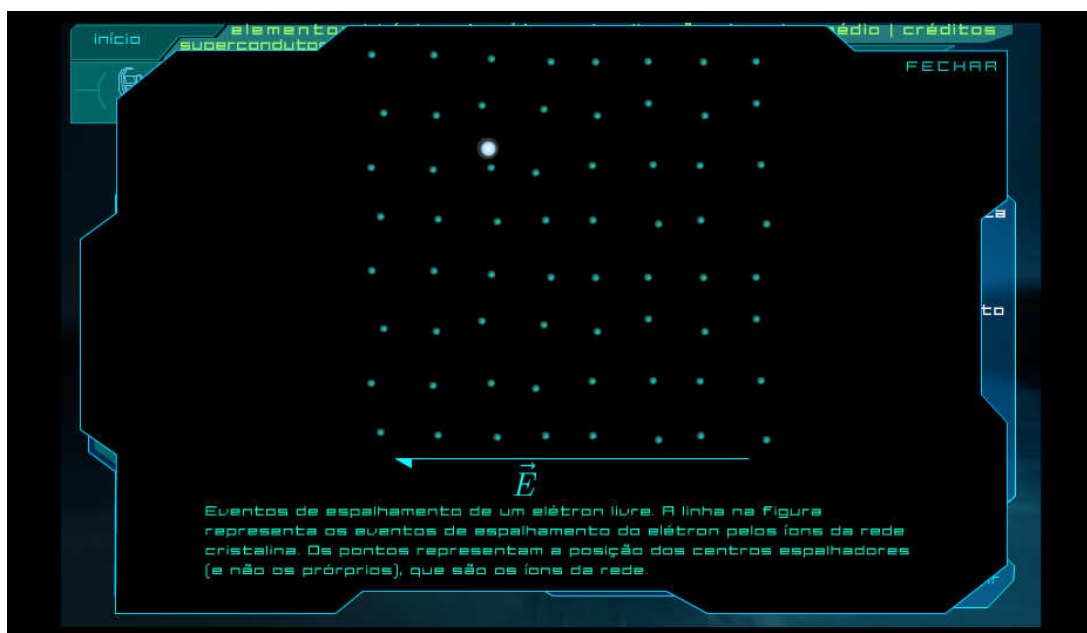 início
elemento
édio | créditos
superconduto
FECHAR
to
E
Eventos de espalhamento de um elétron livre. A linha na figura
representa os eventos de espalhamento do elétron pelos íons da rede
cristalina. Os pontos representam a posição dos centros espalhadores
(e não os prórprios), que são os íons da rede.